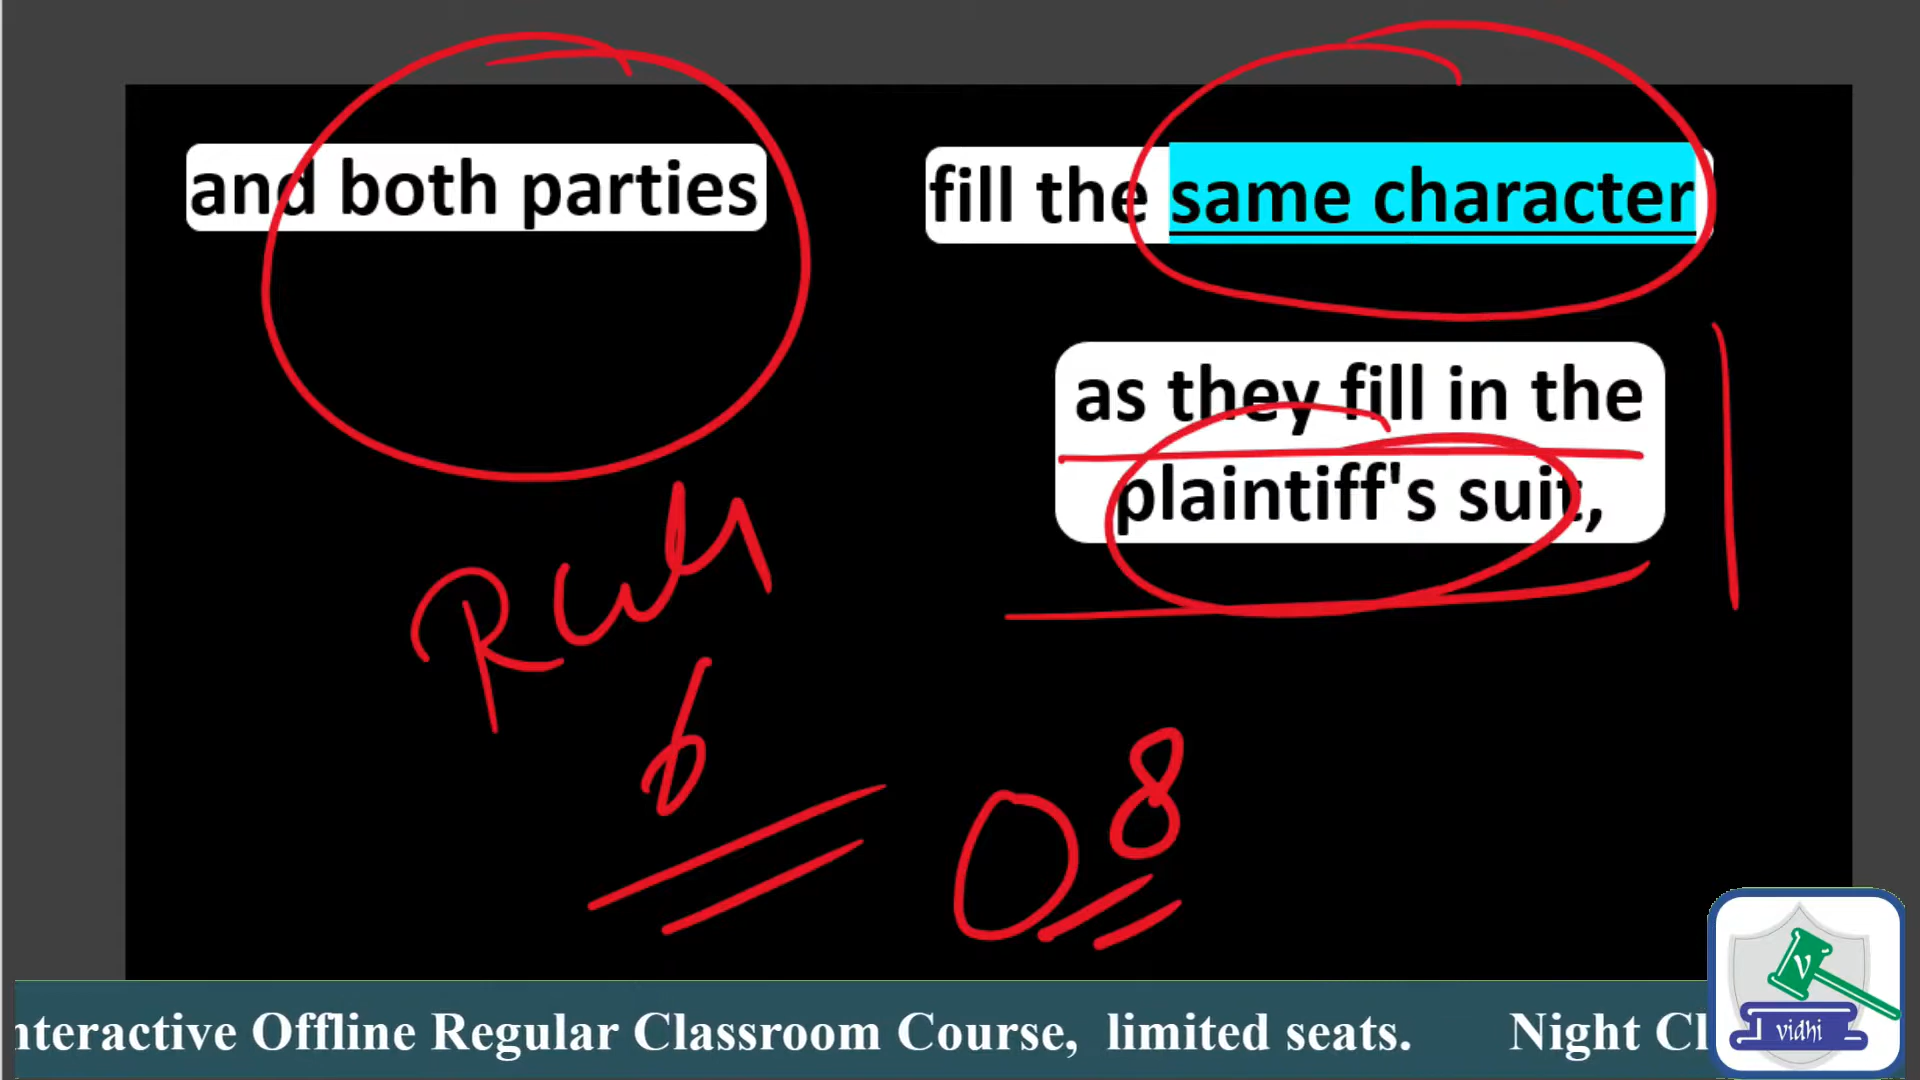 and both parties
fill the same character
as they fill in the
plaintiff's suit,
Rule
6
O 8
nteractive Offline Regular Classroom Course, limited seats. Night Cl
V
vidhi